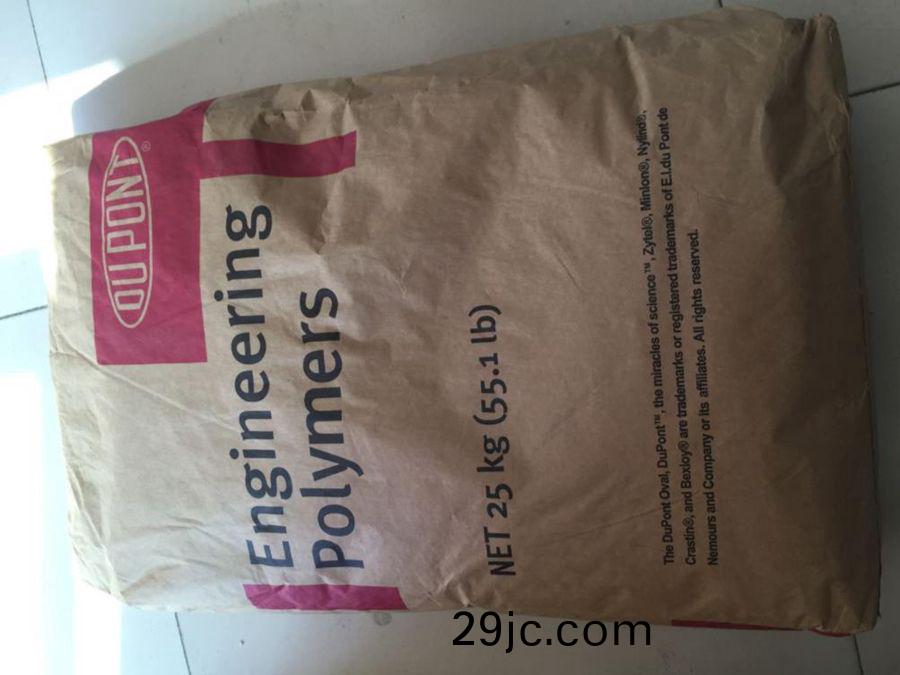 DUPONT®
Engineering
Polymers
NET 25 kg (55.1 lb)
The DuPont Oval, DuPont™, the miracles of science™, Zytel®, Minlon®, Nylind®,
Crastin®, and Bexloy® are trademarks or registered trademarks of E.I.du Pont de
Nemours and Company or its affiliates. All rights reserved.
29jc.com